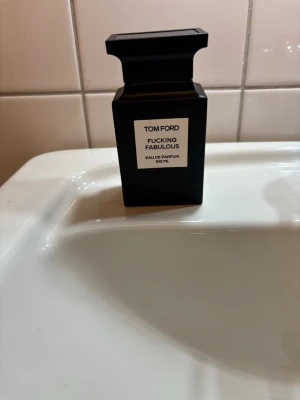 TOM FORD
FUCKING
FABULOUS
EAU DE PARFUM
100 ML